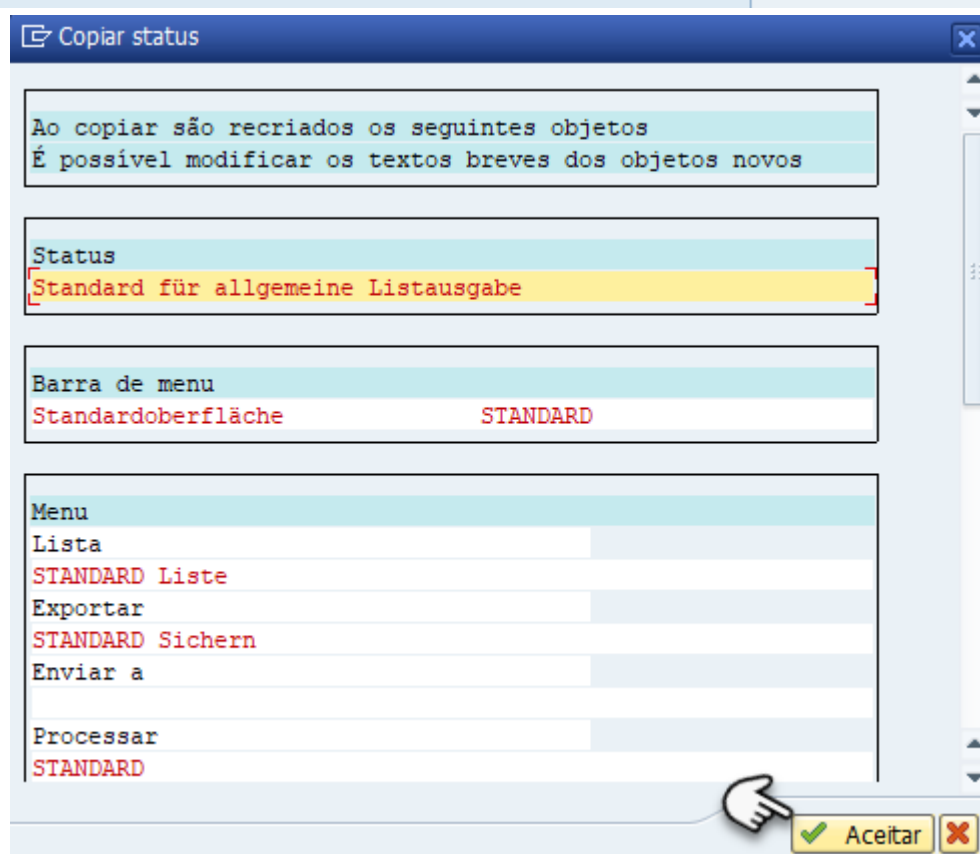 Copiar status
Ao copiar são recriados os seguintes objetos
É possível modificar os textos breves dos objetos novos
Status
Standard für allgemeine Listausgabe
Barra de menu
Standardoberfläche STANDARD
Menu
Lista
STANDARD Liste
Exportar
STANDARD Sichern
Enviar a
Processar
STANDARD
Aceitar